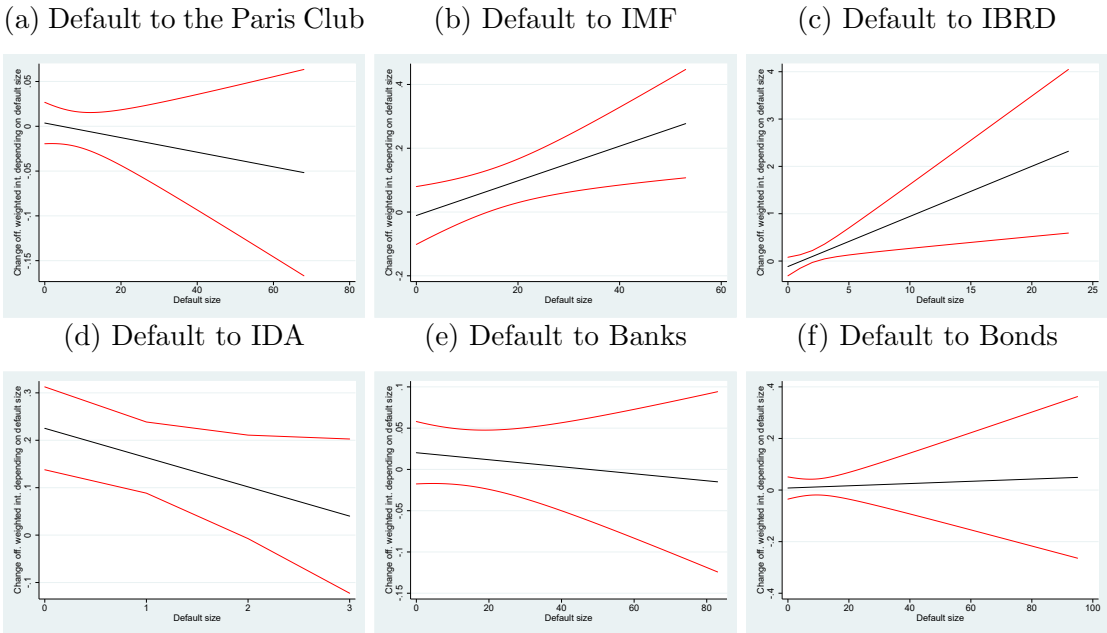 (a) Default to the Paris Club
(b) Default to IMF
(c) Default to IBRD
Change off. weighted int. depending on default size
-.15 -.1 -.05 0 .05
0 20 40 60 80
Default size
Change off. weighted int. depending on default size
-.2 0 .2 .4
0 20 40 60
Default size
Change off. weighted int. depending on default size
0 .1 .2 .3 .4
0 5 10 15 20 25
Default size
(d) Default to IDA
(e) Default to Banks
(f) Default to Bonds
Change off. weighted int. depending on default size
-.1 0 .1 .2 .3
0 1 2 3
Default size
Change off. weighted int. depending on default size
-.15 -.1 -.05 0 .05 .1
0 20 40 60 80
Default size
Change off. weighted int. depending on default size
-.4 -.2 0 .2 .4
0 20 40 60 80 100
Default size